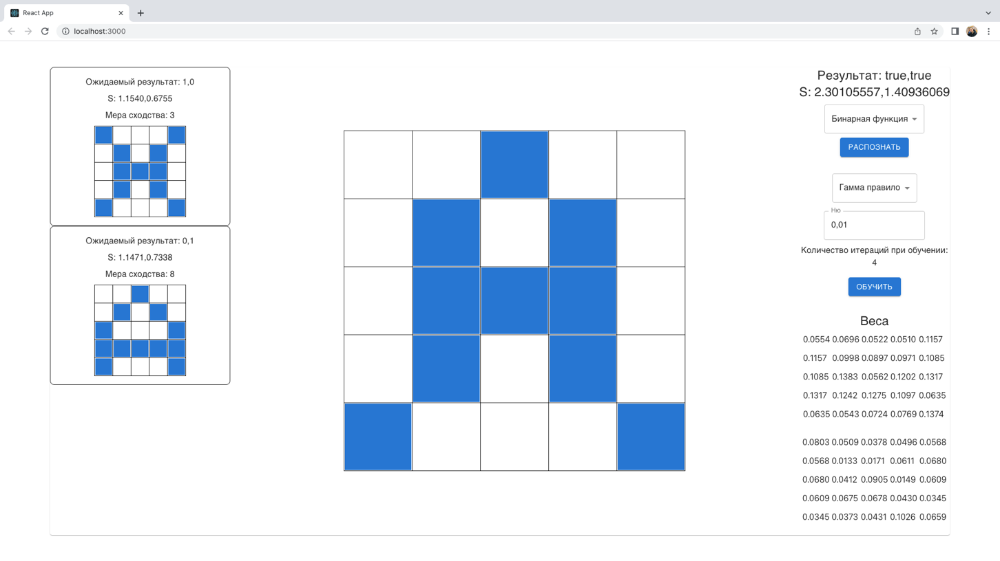 React App
localhost:3000
Ожидаемый результат: 1,0
S: 1.1540,0.6755
Мера сходства: 3
Ожидаемый результат: 0,1
S: 1.1471,0.7338
Мера сходства: 8
Результат: true,true
S: 2.30105557,1.40936069
Бинарная функция
РАСПОЗНАТЬ
Гамма правило
Ню
0,01
Количество итераций при обучении:
4
ОБУЧИТЬ
Веса
0.0554 0.0696 0.0522 0.0510 0.1157
0.1157 0.0998 0.0897 0.0971 0.1085
0.1085 0.1383 0.0562 0.1202 0.1317
0.1317 0.1242 0.1275 0.1097 0.0635
0.0635 0.0543 0.0724 0.0769 0.1374
0.0803 0.0509 0.0378 0.0496 0.0568
0.0568 0.0133 0.0171 0.0611 0.0680
0.0680 0.0412 0.0905 0.0149 0.0609
0.0609 0.0675 0.0678 0.0430 0.0345
0.0345 0.0373 0.0431 0.1026 0.0659